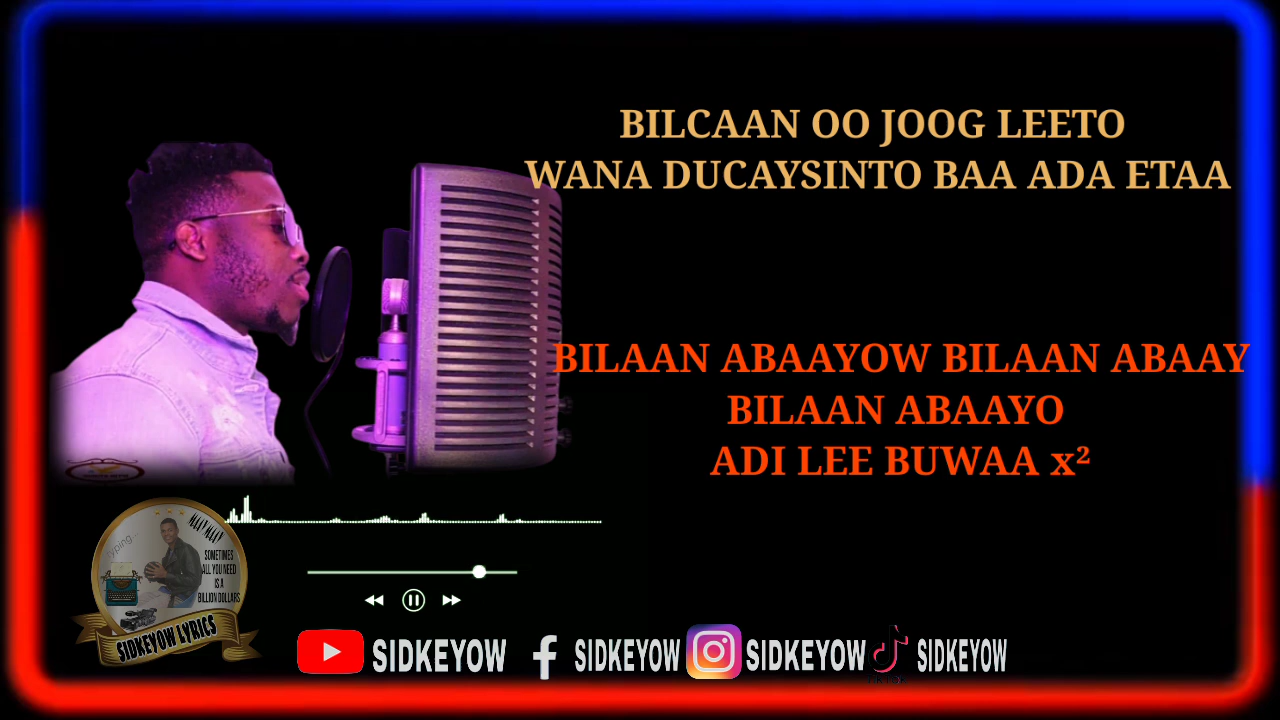 BILCAAN OO JOOG LEETO
WANA DUCAYSINTO BAA ADA ETAA
BILAAN ABAAYOW BILAAN ABAAY
BILAAN ABAAYO
ADI LEE BUWAA x²
typing..
SOMETIMES
ALL YOU NEED
IS A
BILLION DOLLARS
SIDKEYOW LYRICS
SIDKEYOW
SIDKEYOW
SIDKEYOW
SIDKEYOW